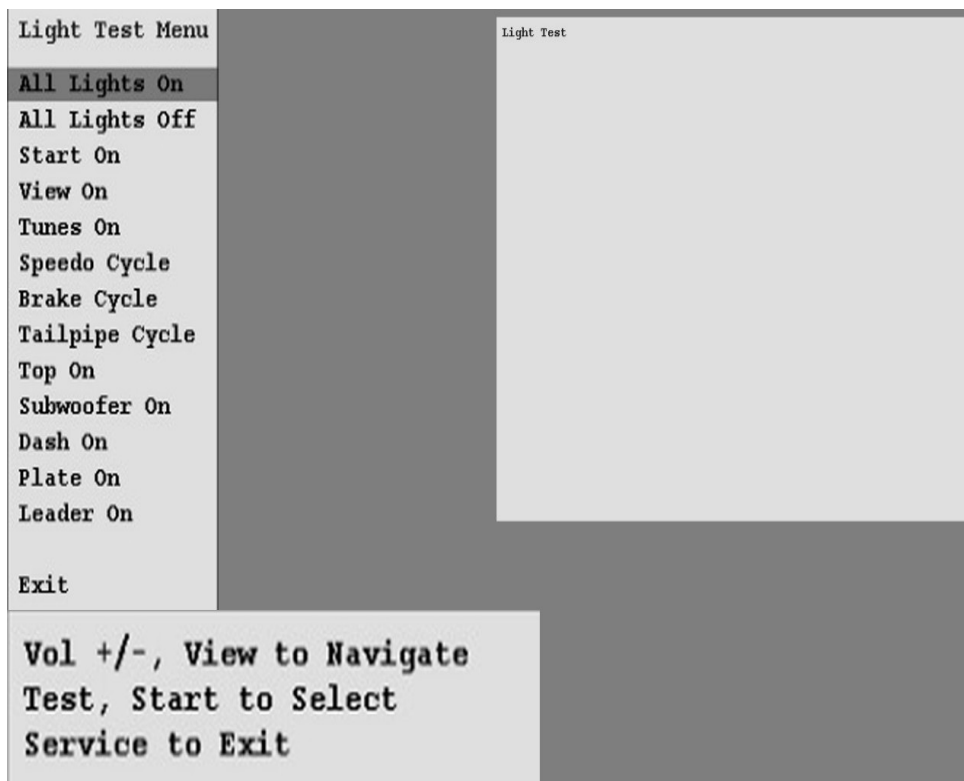 Light Test Menu
All Lights On
All Lights Off
Start On
View On
Tunes On
Speedo Cycle
Brake Cycle
Tailpipe Cycle
Top On
Subwoofer On
Dash On
Plate On
Leader On
Exit
Vol +/-, View to Navigate
Test, Start to Select
Service to Exit
Light Test